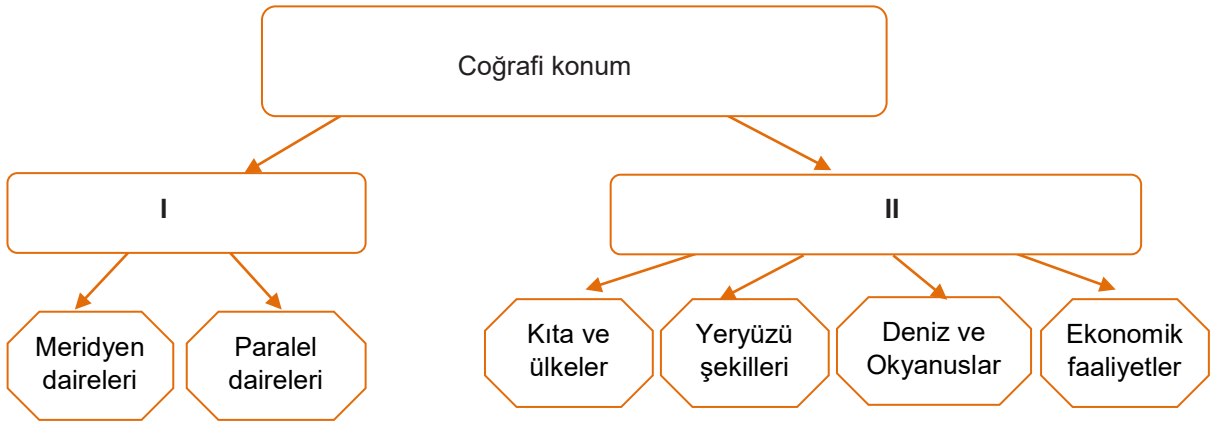 Coğrafi konum
I
II
Meridyen
daireleri
Paralel
daireleri
Kıta ve
ülkeler
Yeryüzü
şekilleri
Deniz ve
Okyanuslar
Ekonomik
faaliyetler